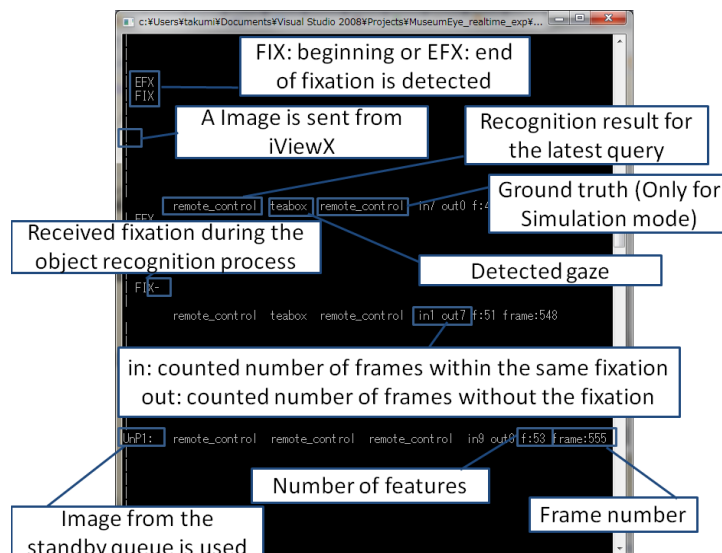 c:¥Users¥takumi¥Documents¥Visual Studio 2008¥Projects¥MuseumEye_realtime_exp¥...
FIX: beginning or EFX: end
of fixation is detected
EFX
FIX
A Image is sent from
iViewX
Recognition result for
the latest query
remote_control teabox remote_control in7 out0 f:4
Ground truth (Only for
Simulation mode)
EFX
Received fixation during the
object recognition process
Detected gaze
FIX-
remote_control teabox remote_control in1 out7 f:51 frame:548
in: counted number of frames within the same fixation
out: counted number of frames without the fixation
UnP1: remote_control remote_control remote_control in9 out0 f:53 frame:555
Number of features
Frame number
Image from the
standby queue is used